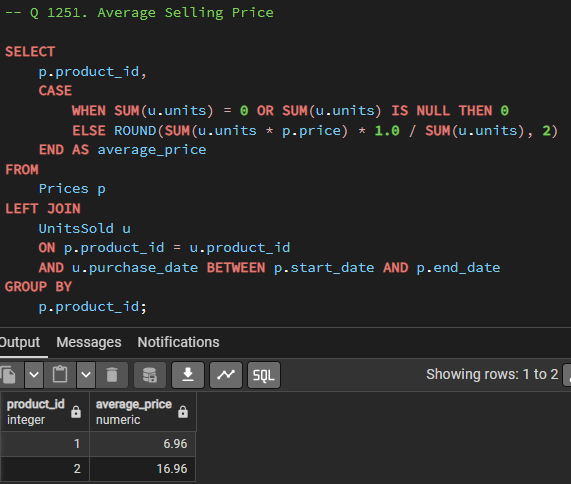 -- Q 1251. Average Selling Price
SELECT
p.product_id,
CASE
WHEN SUM(u.units) = 0 OR SUM(u.units) IS NULL THEN 0
ELSE ROUND(SUM(u.units * p.price) * 1.0 / SUM(u.units), 2)
END AS average_price
FROM
Prices p
LEFT JOIN
UnitsSold u
ON p.product_id = u.product_id
AND u.purchase_date BETWEEN p.start_date AND p.end_date
GROUP BY
p.product_id;
Output Messages Notifications
SQL Showing rows: 1 to 2
product_id average_price
integer numeric
1 6.96
2 16.96